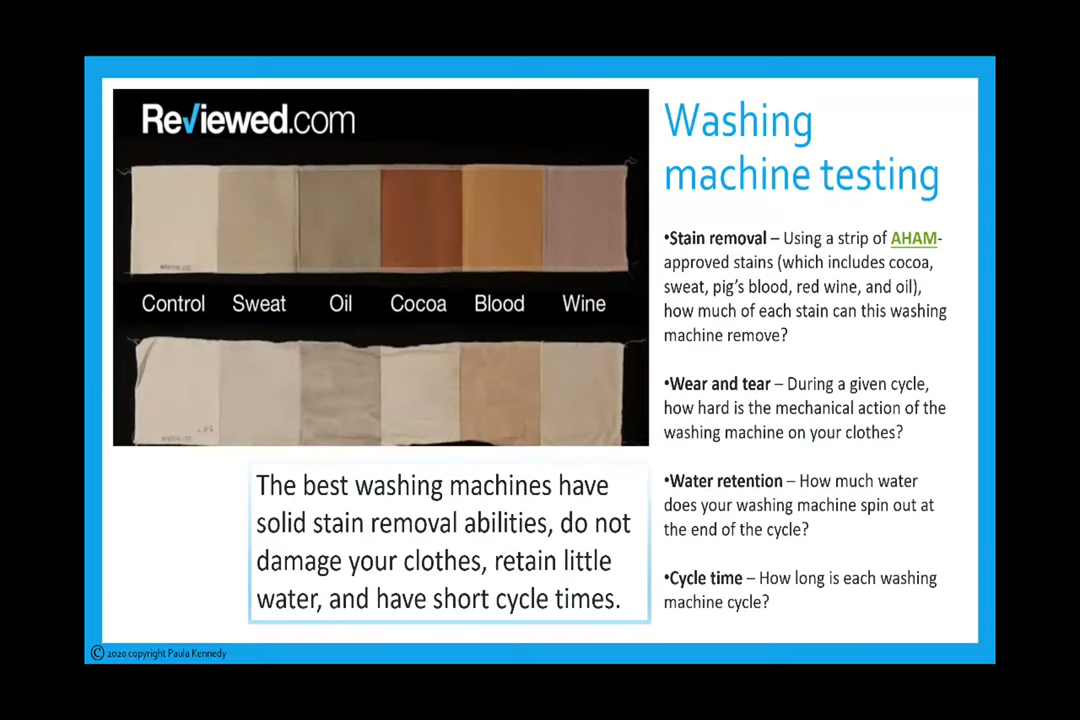 Reviewed.com
Control Sweat Oil Cocoa Blood Wine
The best washing machines have
solid stain removal abilities, do not
damage your clothes, retain little
water, and have short cycle times.
Washing
machine testing
•Stain removal – Using a strip of AHAM-
approved stains (which includes cocoa,
sweat, pig's blood, red wine, and oil),
how much of each stain can this washing
machine remove?
•Wear and tear – During a given cycle,
how hard is the mechanical action of the
washing machine on your clothes?
•Water retention – How much water
does your washing machine spin out at
the end of the cycle?
•Cycle time – How long is each washing
machine cycle?
© 2020 copyright Paula Kennedy